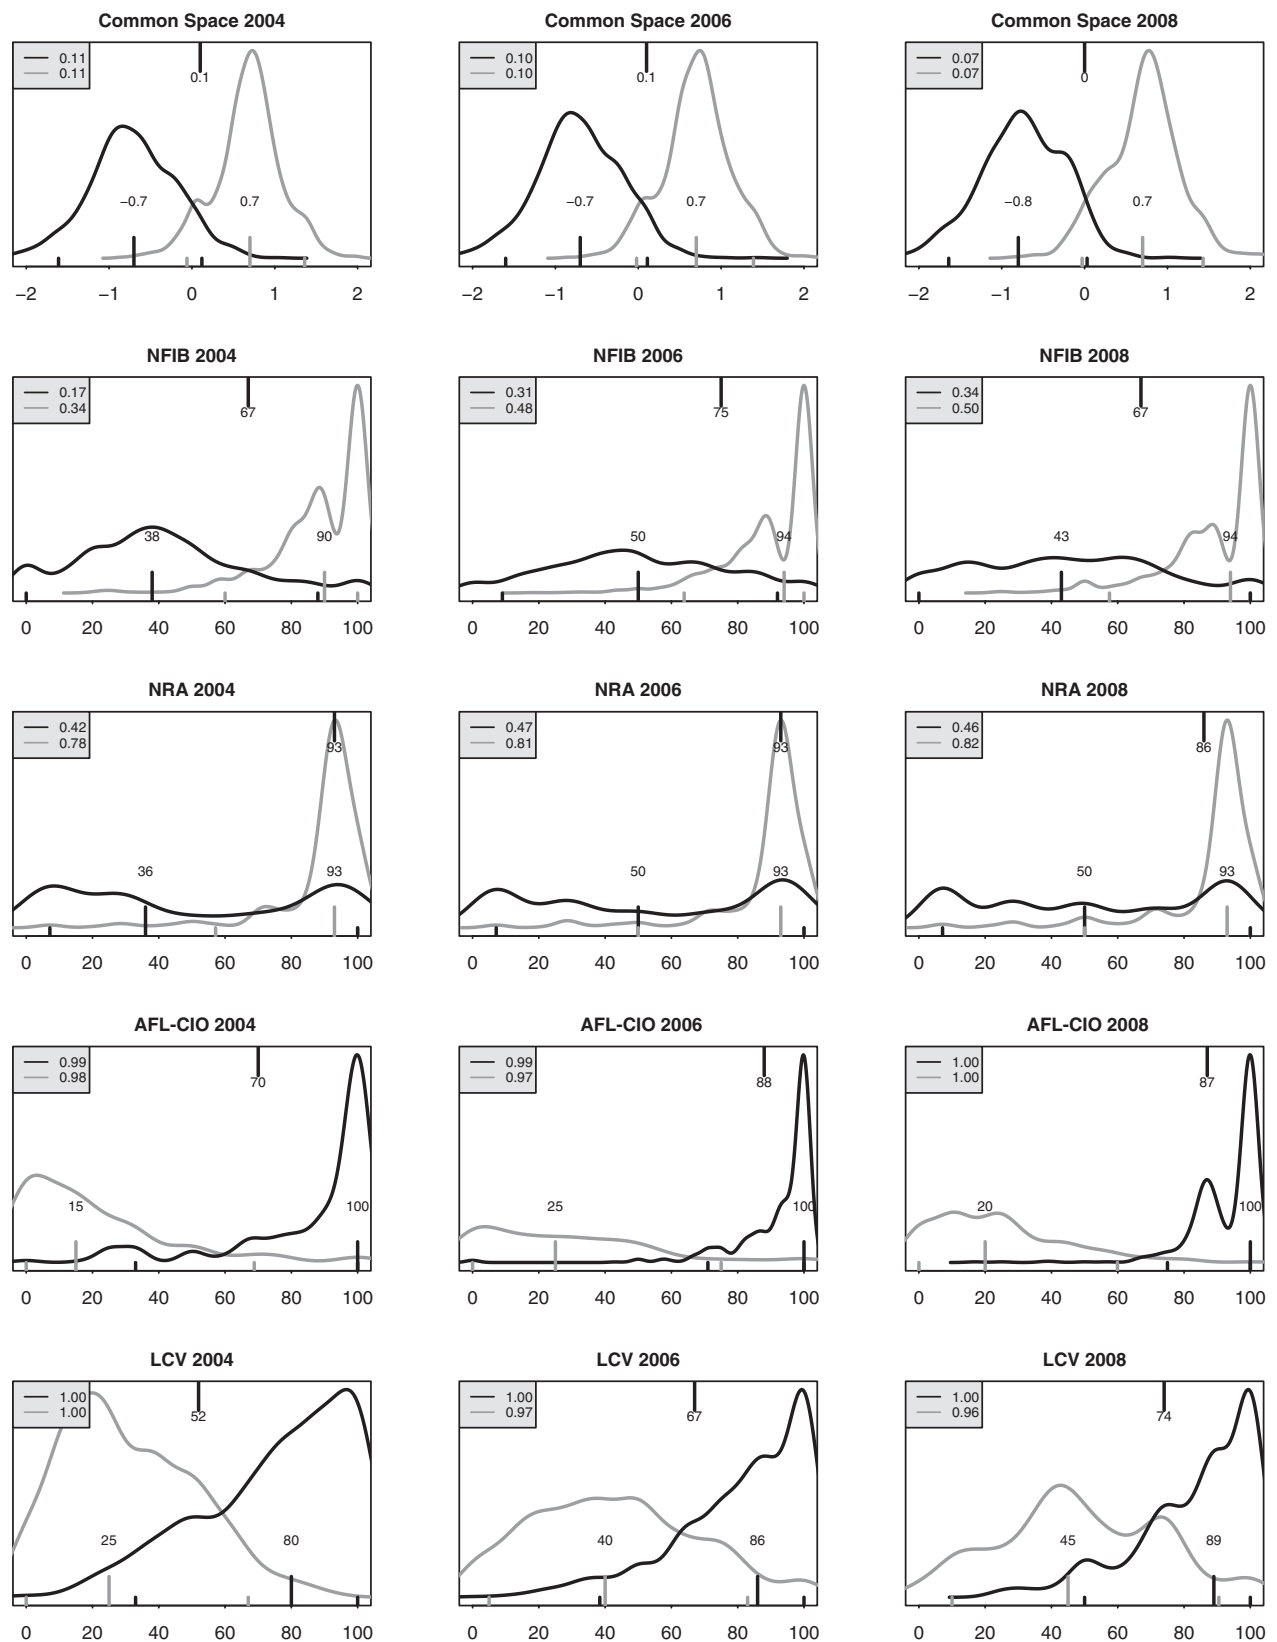 Common Space 2004
Common Space 2006
Common Space 2008
0.11
0.11
0.1
−0.7
0.7
−2 −1 0 1 2
0.10
0.10
0.1
−0.7
0.7
−2 −1 0 1 2
0.07
0.07
0
−0.8
0.7
−2 −1 0 1 2
NFIB 2004
NFIB 2006
NFIB 2008
0.17
0.34
67
38
90
0 20 40 60 80 100
0.31
0.48
75
50
94
0 20 40 60 80 100
0.34
0.50
67
43
94
0 20 40 60 80 100
NRA 2004
NRA 2006
NRA 2008
0.42
0.78
93
36
93
0 20 40 60 80 100
0.47
0.81
93
50
93
0 20 40 60 80 100
0.46
0.82
86
50
93
0 20 40 60 80 100
AFL-CIO 2004
AFL-CIO 2006
AFL-CIO 2008
0.99
0.98
70
15
100
0 20 40 60 80 100
0.99
0.97
88
25
100
0 20 40 60 80 100
1.00
1.00
87
20
100
0 20 40 60 80 100
LCV 2004
LCV 2006
LCV 2008
1.00
1.00
52
25
80
0 20 40 60 80 100
1.00
0.97
67
40
86
0 20 40 60 80 100
1.00
0.96
74
45
89
0 20 40 60 80 100